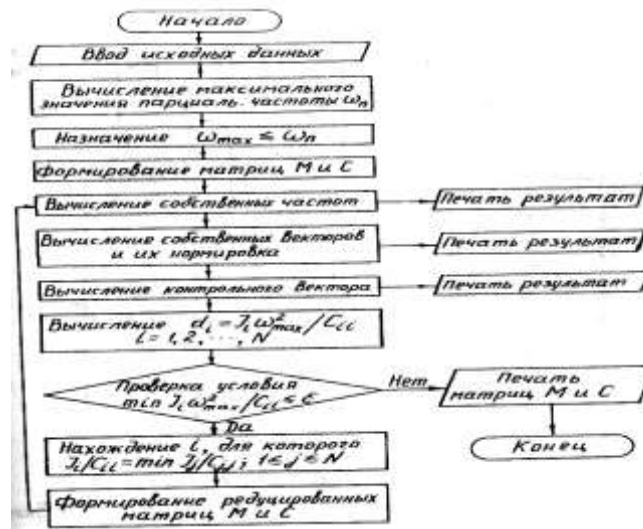 Начало
Ввод исходных данных
Вычисление максимального
значения парциаль. частоты ωп
Назначение ωmax ≤ ωп
Формирование матриц М и С
Вычисление собственных частот
Печать результат
Вычисление собственных векторов
и их нормировка
Печать результат
Вычисление контрольного вектора
Печать результат
Вычисление di = Ji ω²max / Cii
i = 1, 2, ..., N
Проверка условия
min Ji ω²max / Cii ≤ ε
Нет
Печать
матриц М и С
Конец
Да
Нахождение i, для которого
Ji/Cii = min Jj/Cjj; 1 ≤ j ≤ N
Формирование редуцированных
матриц М и С